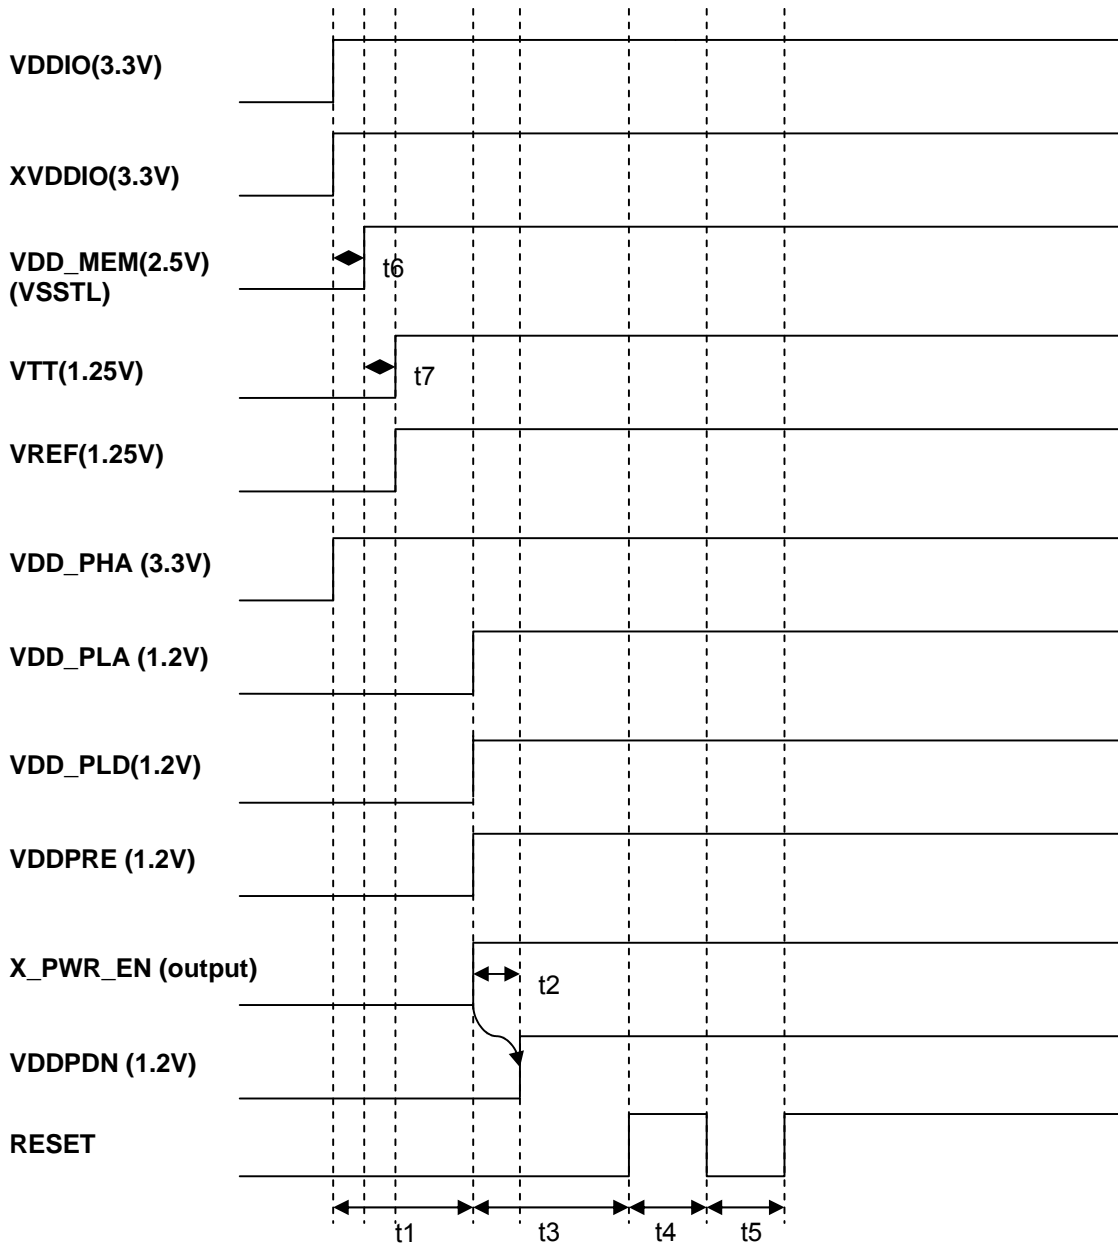 VDDIO(3.3V)
XVDDIO(3.3V)
VDD_MEM(2.5V)
(VSSTL)
t6
VTT(1.25V)
t7
VREF(1.25V)
VDD_PHA (3.3V)
VDD_PLA (1.2V)
VDD_PLD(1.2V)
VDDPRE (1.2V)
X_PWR_EN (output)
t2
VDDPDN (1.2V)
RESET
t1 t3 t4 t5